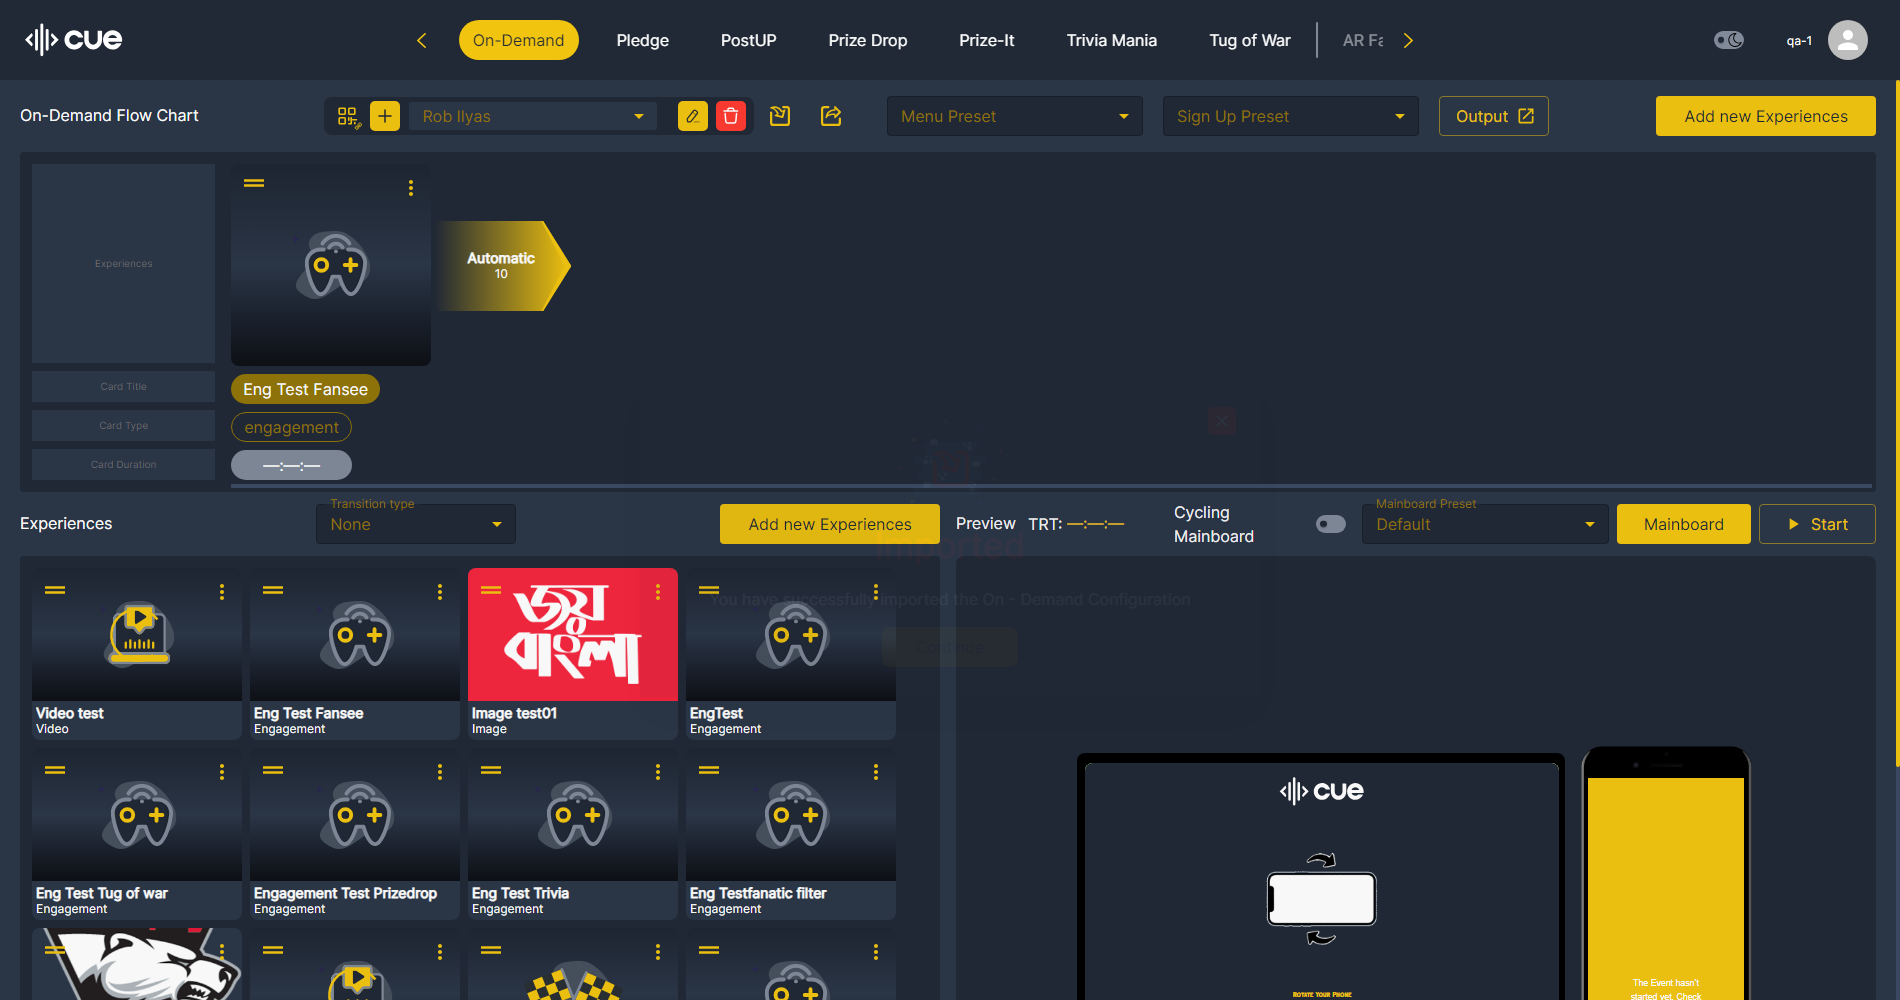 cue
On-Demand
Pledge
PostUP
Prize Drop
Prize-It
Trivia Mania
Tug of War
AR Fa
qa-1
On-Demand Flow Chart
Rob Ilyas
Menu Preset
Sign Up Preset
Output
Add new Experiences
Experiences
Automatic
10
Card Title
Eng Test Fansee
Card Type
engagement
Card Duration
—:—:—
Experiences
Transition type
None
Add new Experiences
Preview
TRT: —:—:—
Cycling
Mainboard
Mainboard Preset
Default
Mainboard
Start
Imported
You have successfully imported the On - Demand Configuration
Continue
Video test
Video
Eng Test Fansee
Engagement
জয়
বাংলা
Image test01
Image
EngTest
Engagement
Eng Test Tug of war
Engagement
Engagement Test Prizedrop
Engagement
Eng Test Trivia
Engagement
Eng Testfanatic filter
Engagement
cue
Rotate Your Phone
The Event hasn't
started yet. Check